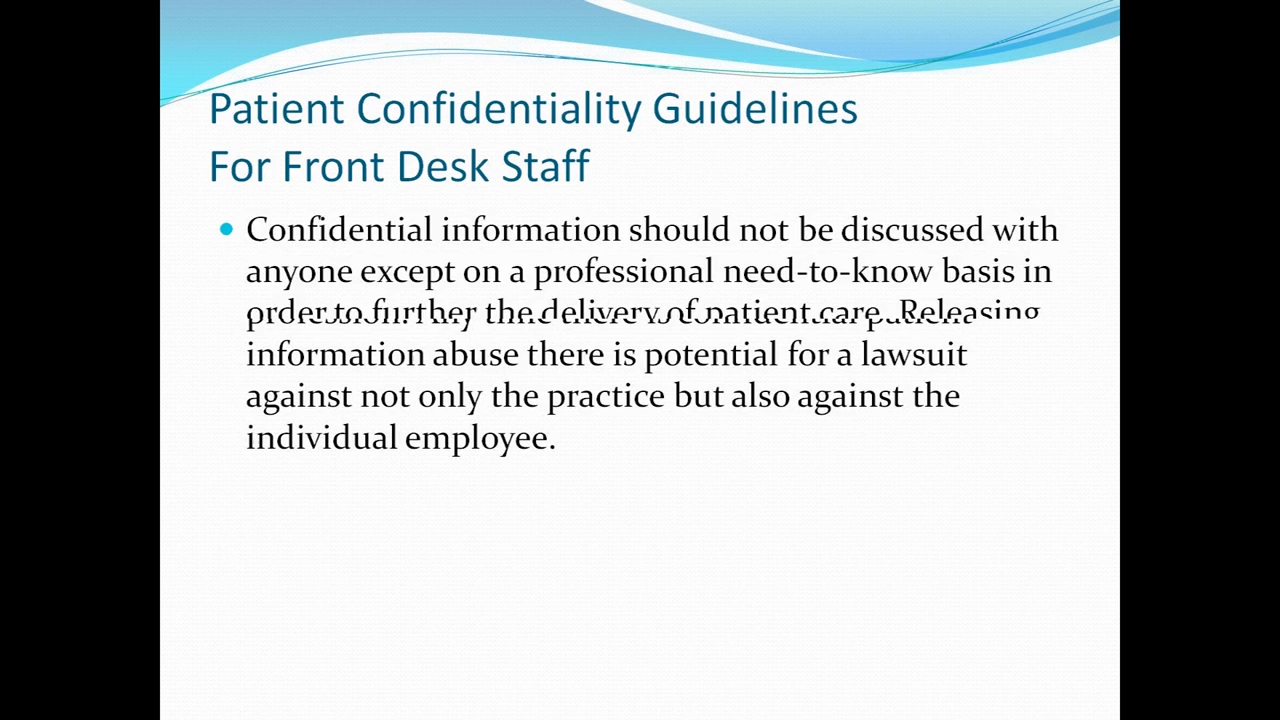 Patient Confidentiality Guidelines
For Front Desk Staff
Confidential information should not be discussed with
anyone except on a professional need-to-know basis in
order to further the delivery of patient care. Releasing
information abuse there is potential for a lawsuit
against not only the practice but also against the
individual employee.